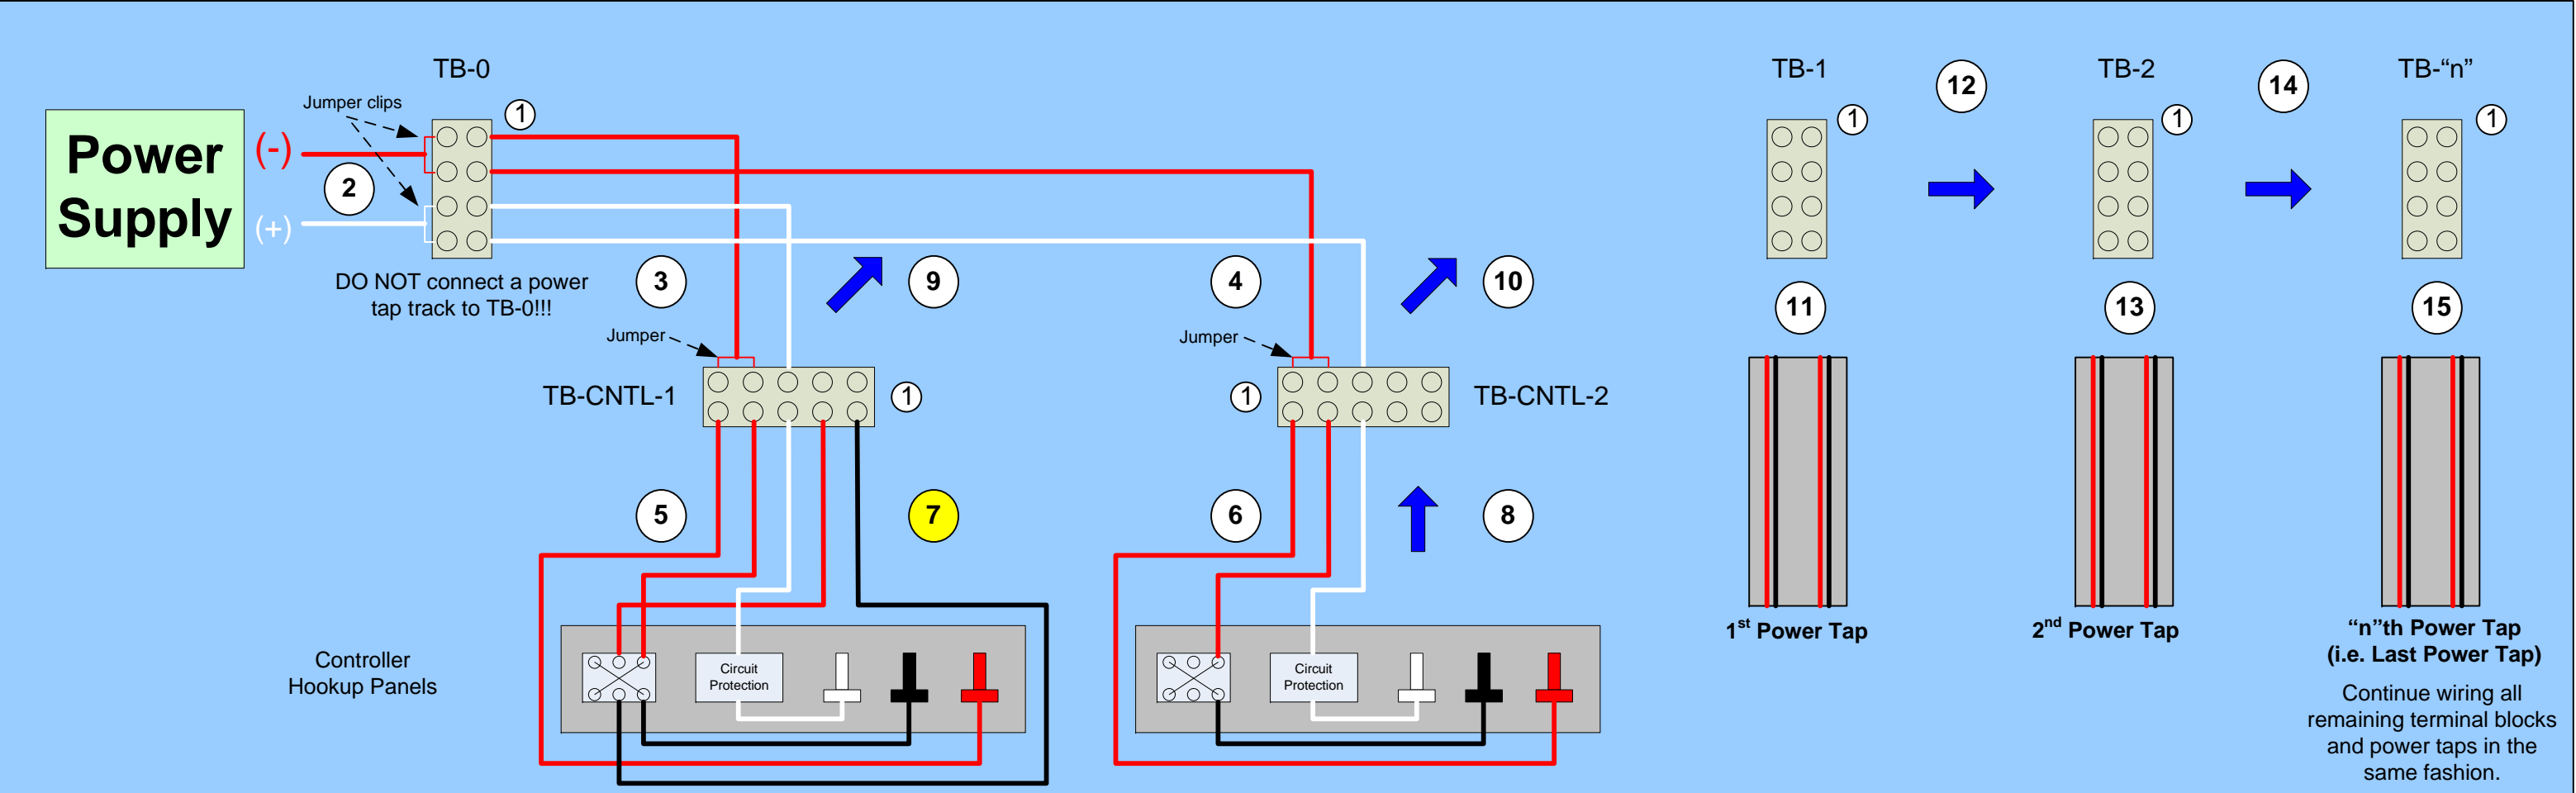 TB-0
TB-1
12
TB-2
14
TB-“n”
Jumper clips
1
1
1
1
Power
Supply
(-)
2
(+)
DO NOT connect a power
tap track to TB-0!!!
3
9
4
10
11
13
15
Jumper
Jumper
TB-CNTL-1
1
1
TB-CNTL-2
5
7
6
8
1st Power Tap
2nd Power Tap
“n”th Power Tap
(i.e. Last Power Tap)
Controller
Hookup Panels
Circuit
Protection
Circuit
Protection
Continue wiring all
remaining terminal blocks
and power taps in the
same fashion.